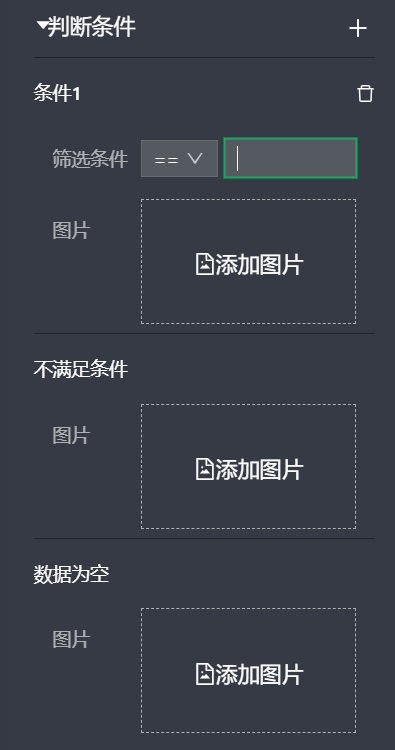 判断条件
条件1
筛选条件 ==
图片
添加图片
不满足条件
图片
添加图片
数据为空
图片
添加图片